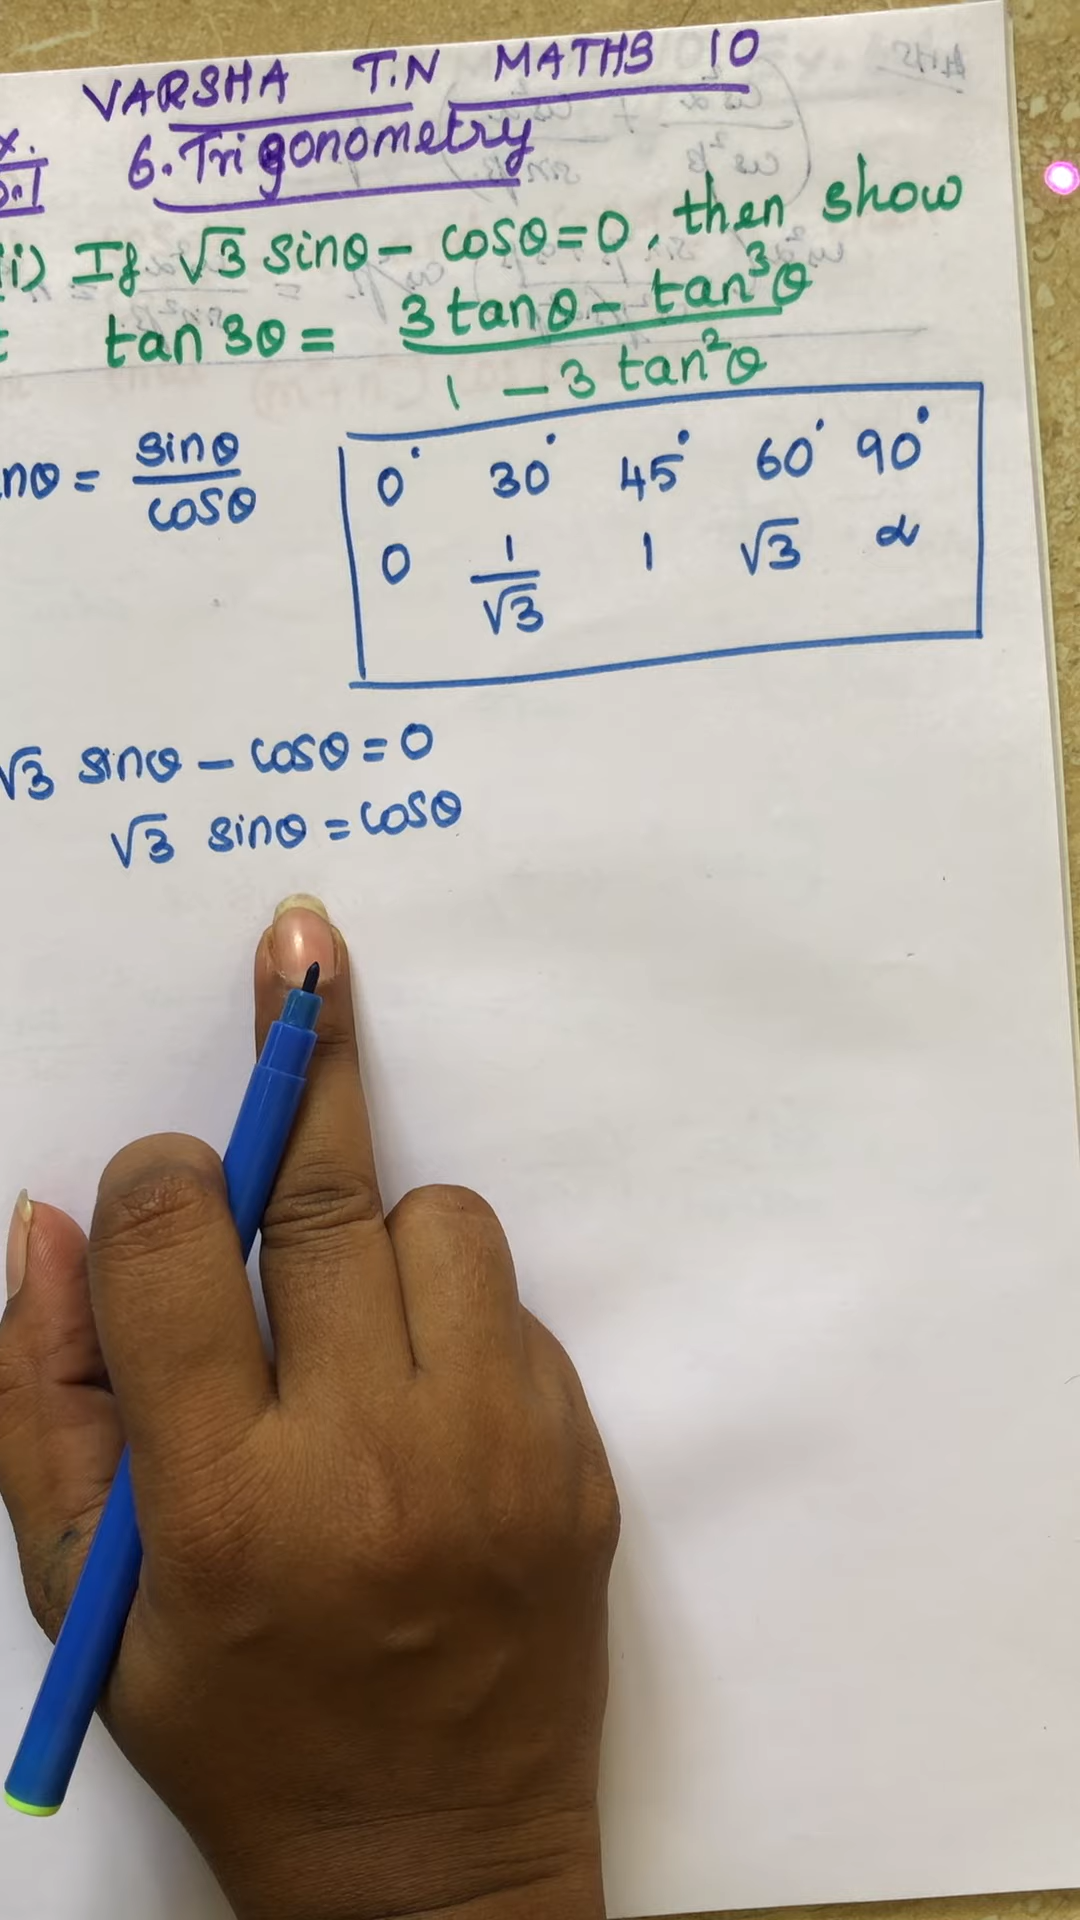 VARSHA T.N MATHS 10
6. Trigonometry
ii) If √3 sinθ - cosθ = 0, then show
t tan 3θ = 3 tanθ - tan³θ
1 - 3 tan²θ
nθ = sinθ
cosθ
0° 30° 45° 60° 90°
0 1 1 √3 α
√3
√3 sinθ - cosθ = 0
√3 sinθ = cosθ